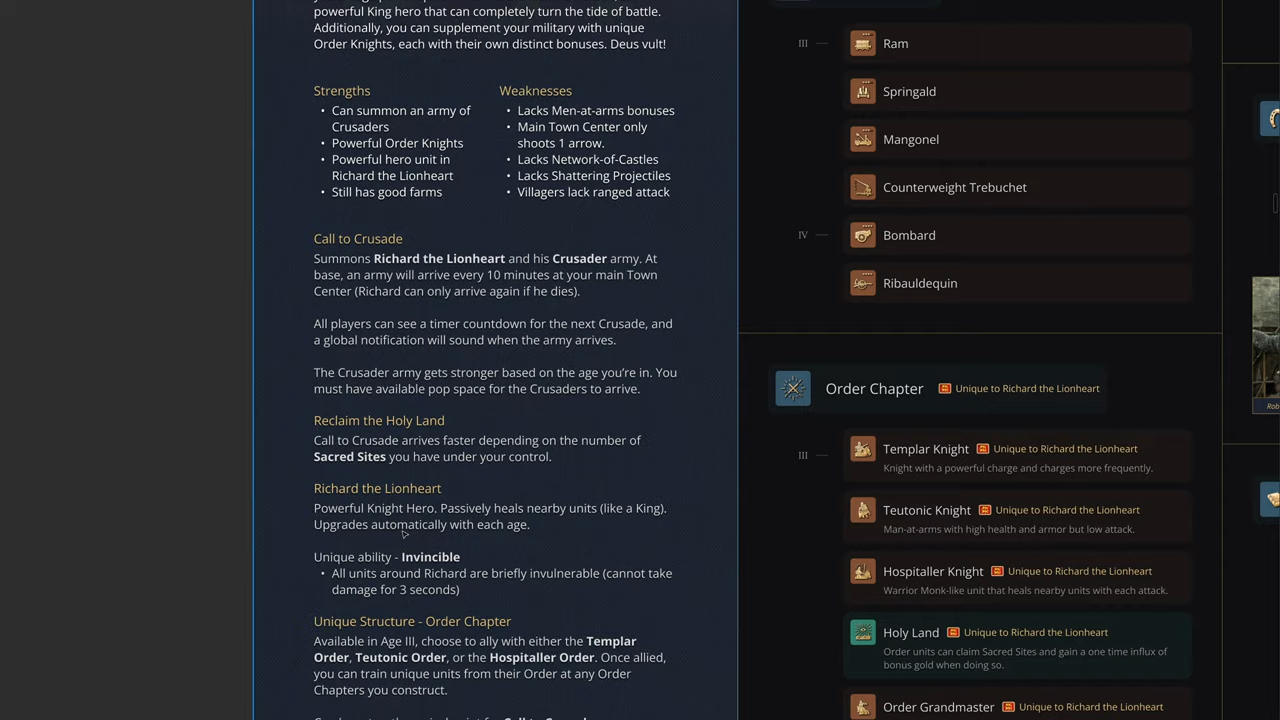 powerful King hero that can completely turn the tide of battle.
Additionally, you can supplement your military with unique
Order Knights, each with their own distinct bonuses. Deus vult!
Strengths
• Can summon an army of
Crusaders
• Powerful Order Knights
• Powerful hero unit in
Richard the Lionheart
• Still has good farms
Weaknesses
• Lacks Men-at-arms bonuses
• Main Town Center only
shoots 1 arrow.
• Lacks Network-of-Castles
• Lacks Shattering Projectiles
• Villagers lack ranged attack
Call to Crusade
Summons Richard the Lionheart and his Crusader army. At
base, an army will arrive every 10 minutes at your main Town
Center (Richard can only arrive again if he dies).
All players can see a timer countdown for the next Crusade, and
a global notification will sound when the army arrives.
The Crusader army gets stronger based on the age you're in. You
must have available pop space for the Crusaders to arrive.
Reclaim the Holy Land
Call to Crusade arrives faster depending on the number of
Sacred Sites you have under your control.
Richard the Lionheart
Powerful Knight Hero. Passively heals nearby units (like a King).
Upgrades automatically with each age.
Unique ability - Invincible
• All units around Richard are briefly invulnerable (cannot take
damage for 3 seconds)
Unique Structure - Order Chapter
Available in Age III, choose to ally with either the Templar
Order, Teutonic Order, or the Hospitaller Order. Once allied,
you can train unique units from their Order at any Order
Chapters you construct.
III
Ram
Springald
Mangonel
Counterweight Trebuchet
IV
Bombard
Ribauldequin
Order Chapter Unique to Richard the Lionheart
III
Templar Knight Unique to Richard the Lionheart
Knight with a powerful charge and charges more frequently.
Teutonic Knight Unique to Richard the Lionheart
Man-at-arms with high health and armor but low attack.
Hospitaller Knight Unique to Richard the Lionheart
Warrior Monk-like unit that heals nearby units with each attack.
Holy Land Unique to Richard the Lionheart
Order units can claim Sacred Sites and gain a one time influx of
bonus gold when doing so.
Order Grandmaster Unique to Richard the Lionheart
Rob